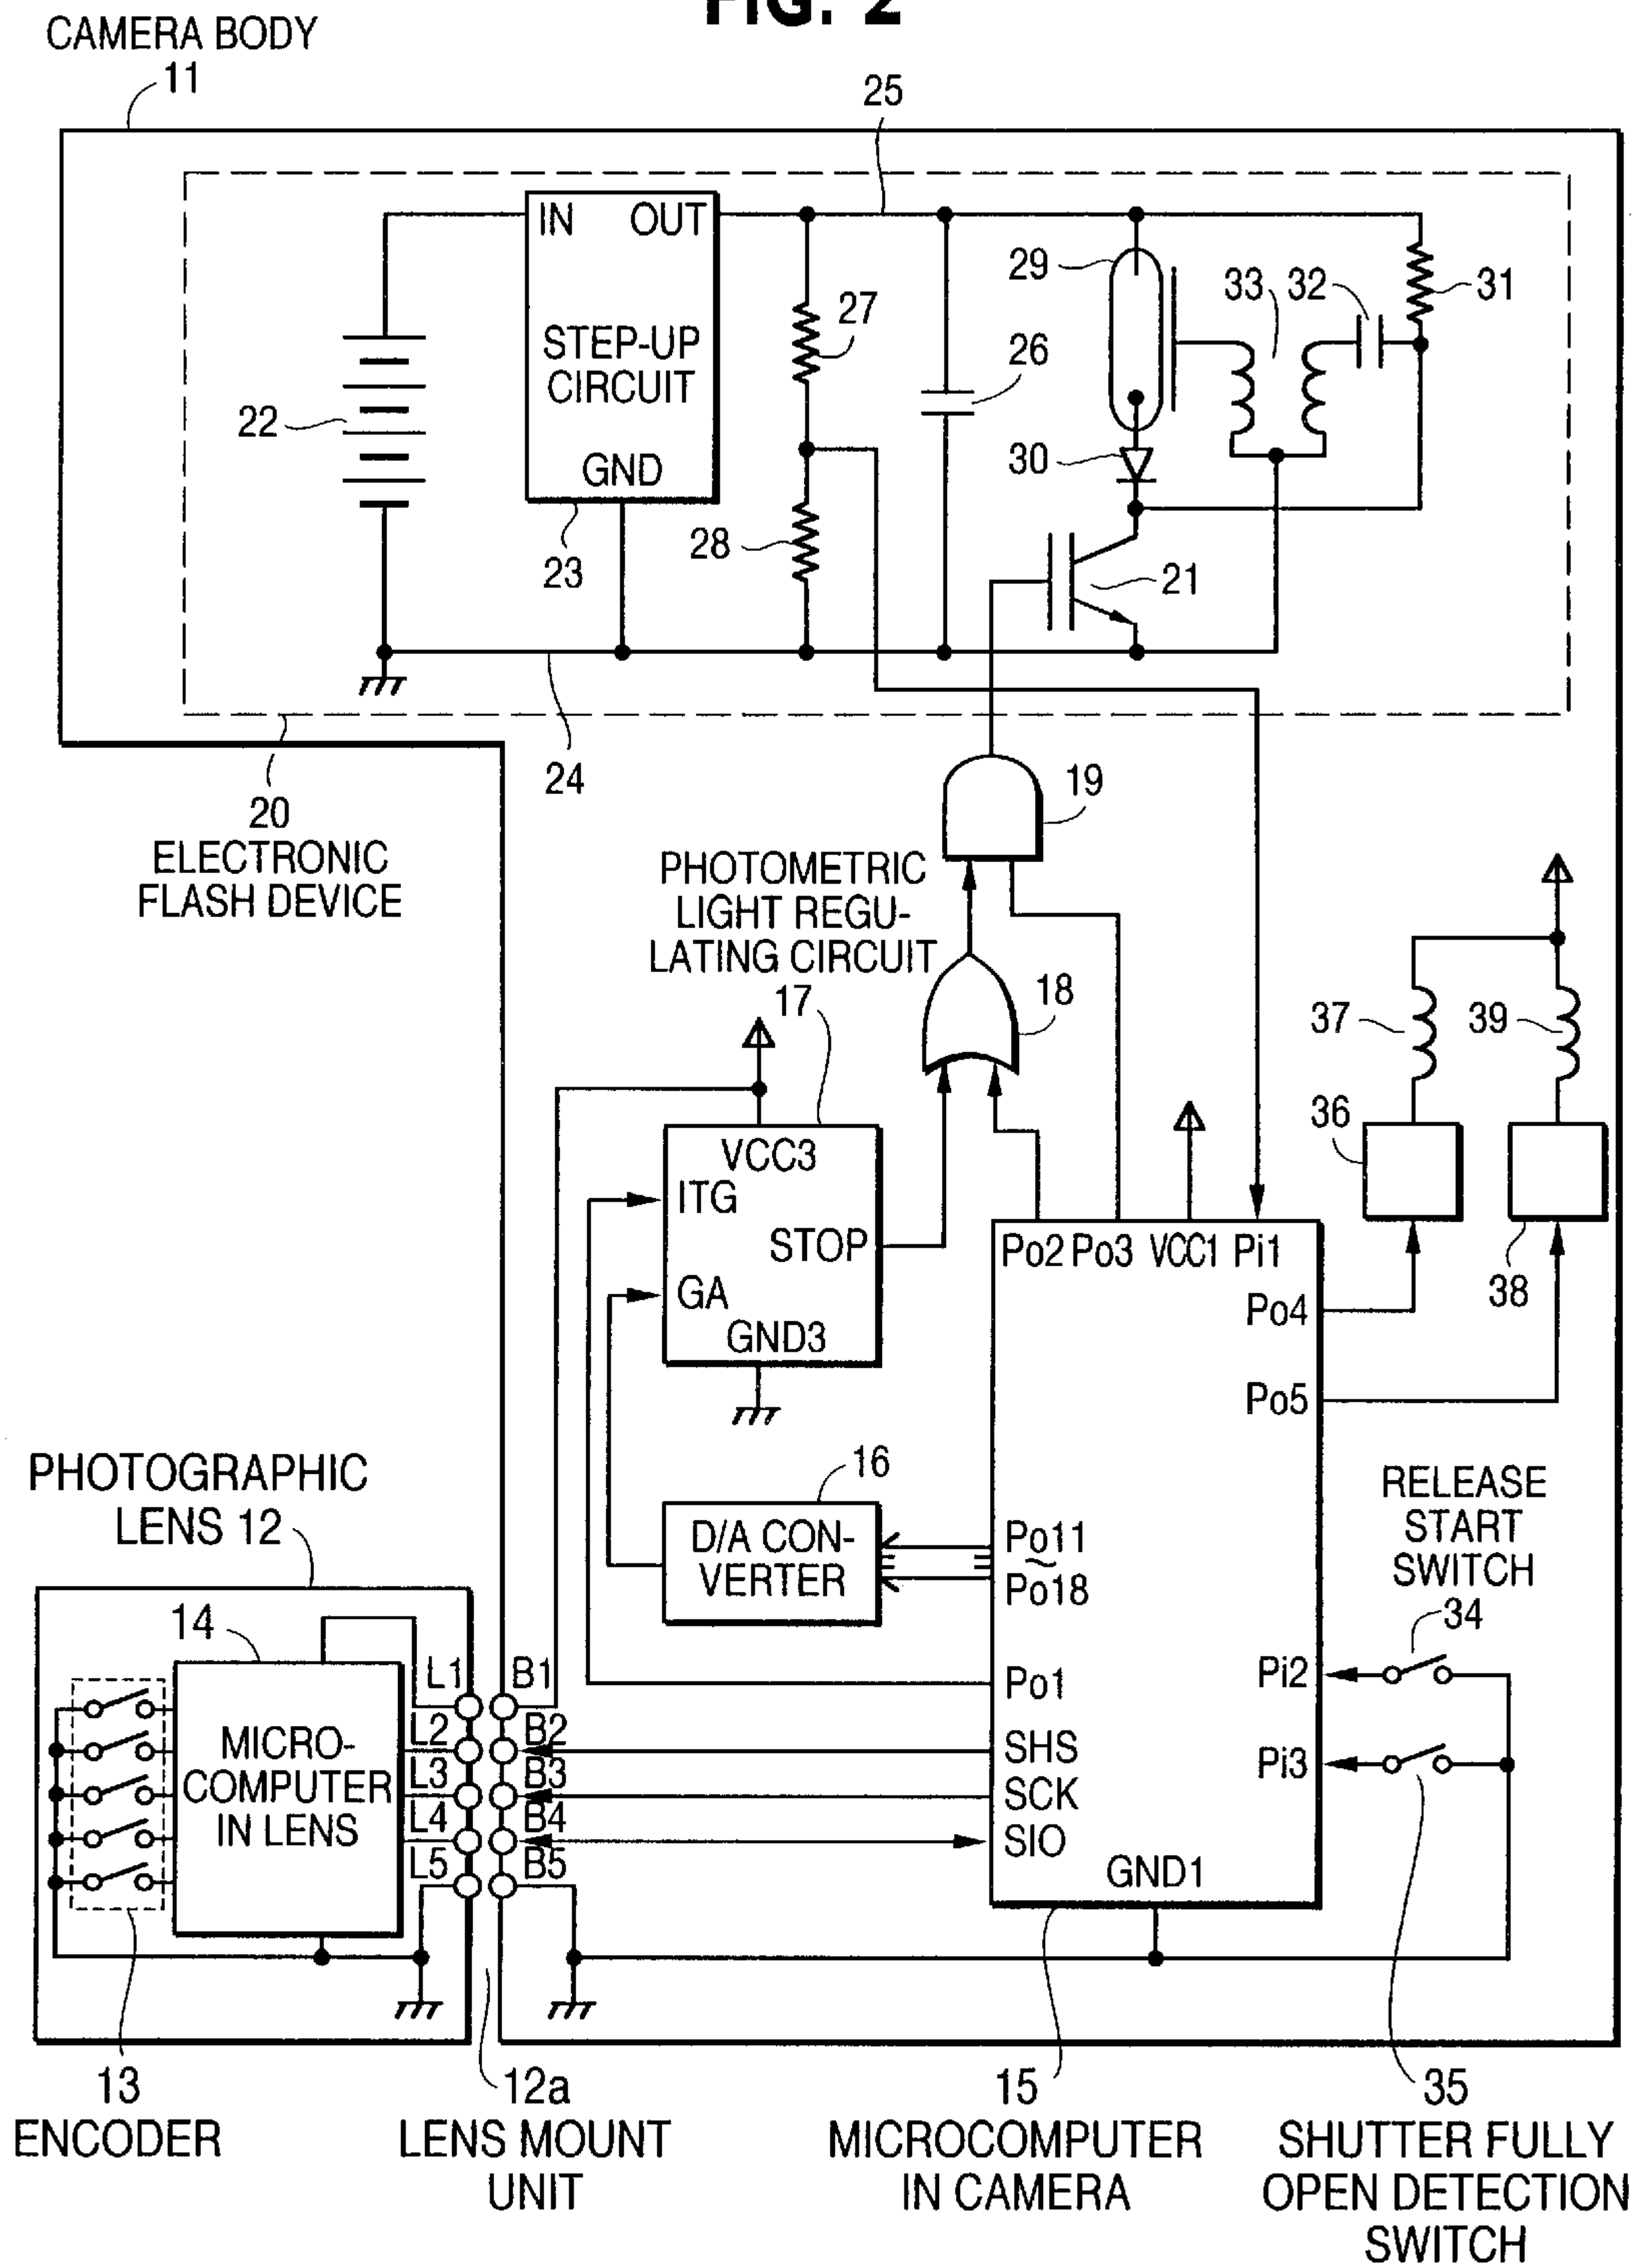 FIG. 2
CAMERA BODY
11
25
IN OUT
29
33
32
31
27
STEP-UP
CIRCUIT
26
22
30
GND
28
23
21
24
19
20
ELECTRONIC
FLASH DEVICE
PHOTOMETRIC
LIGHT REGU-
LATING CIRCUIT
17
18
37
39
36
VCC3
ITG
STOP
Po2 Po3 VCC1 Pi1
GA
38
Po4
GND3
Po5
PHOTOGRAPHIC
LENS 12
16
RELEASE
START
SWITCH
D/A CON-
VERTER
Po11
~
Po18
34
14
L1 B1
Po1
Pi2
L2 B2
MICRO-
COMPUTER
IN LENS
SHS
L3 B3
Pi3
SCK
L4 B4
SIO
L5 B5
GND1
13
ENCODER
12a
LENS MOUNT
UNIT
15
MICROCOMPUTER
IN CAMERA
35
SHUTTER FULLY
OPEN DETECTION
SWITCH